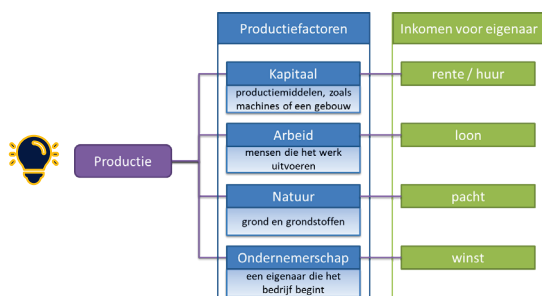 Productiefactoren
Inkomen voor eigenaar
Kapitaal
rente / huur
productiemiddelen, zoals
machines of een gebouw
Arbeid
loon
mensen die het werk
uitvoeren
Productie
Natuur
pacht
grond en grondstoffen
Ondernemerschap
winst
een eigenaar die het
bedrijf begint